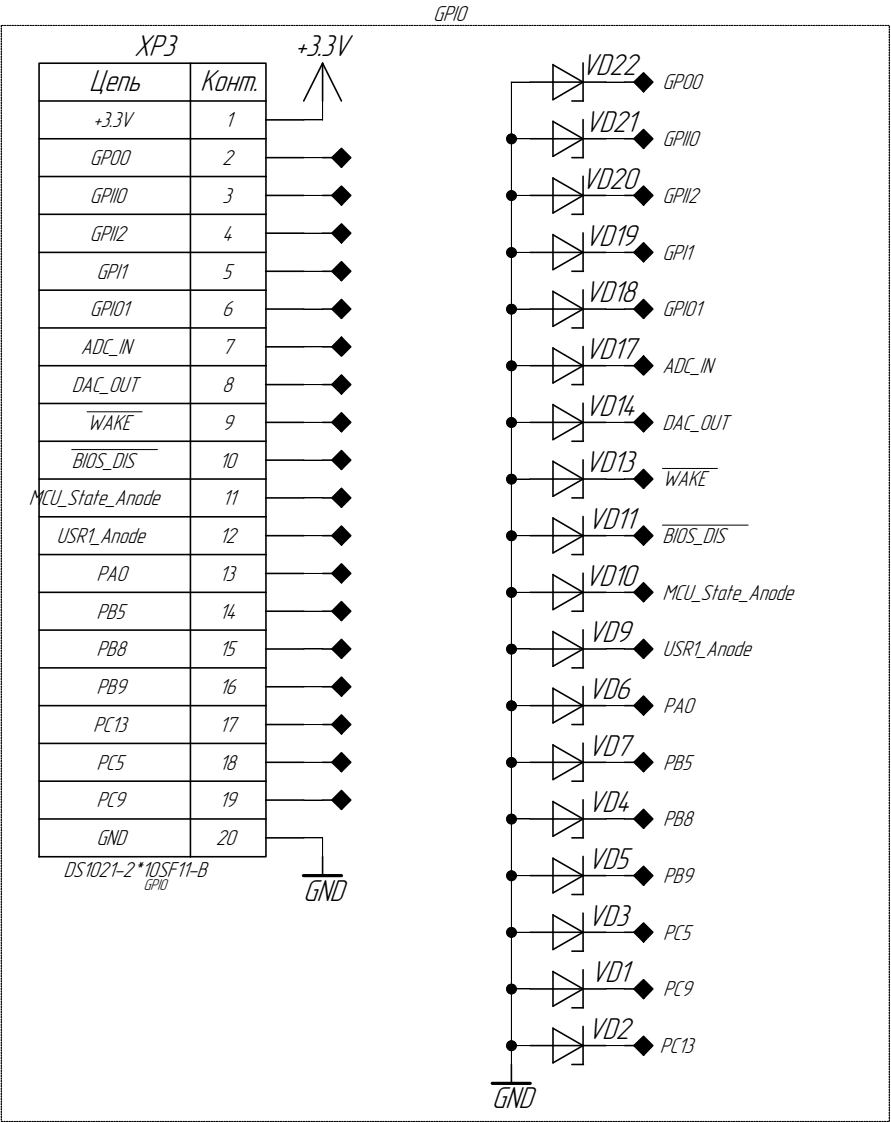 GPIO
XP3
+3.3V
Цепь Конт.
+3.3V 1
GPO0 2
GPII0 3
GPII2 4
GPI1 5
GPIO1 6
ADC_IN 7
DAC_OUT 8
WAKE 9
BIOS_DIS 10
MCU_State_Anode 11
USR1_Anode 12
PA0 13
PB5 14
PB8 15
PB9 16
PC13 17
PC5 18
PC9 19
GND 20
DS1021-2*10SF11-B
GPIO
GND
VD22 GPO0
VD21 GPII0
VD20 GPII2
VD19 GPI1
VD18 GPIO1
VD17 ADC_IN
VD14 DAC_OUT
VD13 WAKE
VD11 BIOS_DIS
VD10 MCU_State_Anode
VD9 USR1_Anode
VD6 PA0
VD7 PB5
VD4 PB8
VD5 PB9
VD3 PC5
VD1 PC9
VD2 PC13
GND